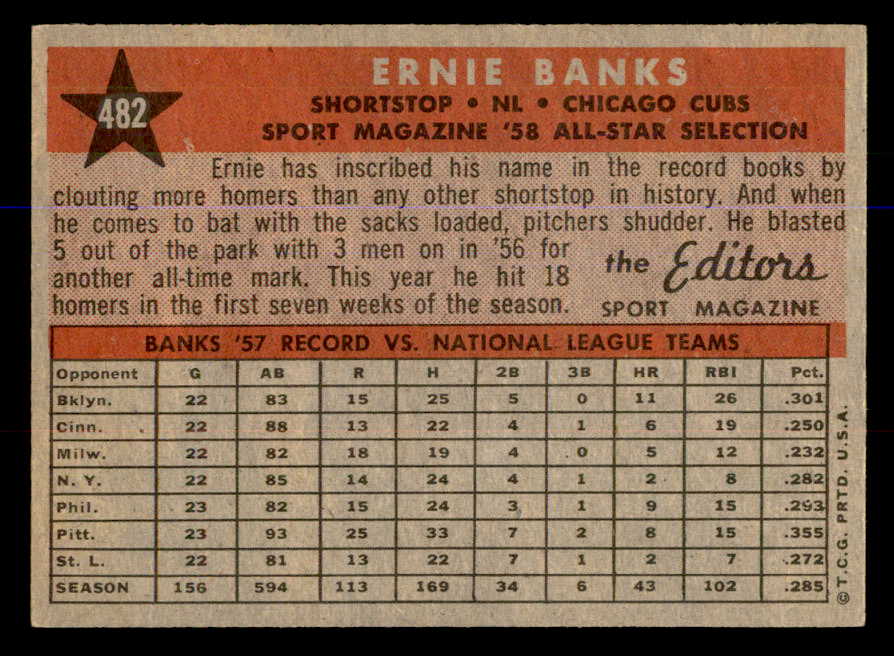 482
ERNIE BANKS
SHORTSTOP • NL • CHICAGO CUBS
SPORT MAGAZINE '58 ALL-STAR SELECTION
Ernie has inscribed his name in the record books by
clouting more homers than any other shortstop in history. And when
he comes to bat with the sacks loaded, pitchers shudder. He blasted
5 out of the park with 3 men on in '56 for
another all-time mark. This year he hit 18
homers in the first seven weeks of the season.
the Editors
SPORT MAGAZINE
BANKS '57 RECORD VS. NATIONAL LEAGUE TEAMS
Opponent G AB R H 2B 3B HR RBI Pct.
Bklyn. 22 83 15 25 5 0 11 26 .301
Cinn. 22 88 13 22 4 1 6 19 .250
Milw. 22 82 18 19 4 0 5 12 .232
N. Y. 22 85 14 24 4 1 2 8 .282
Phil. 23 82 15 24 3 1 9 15 .293
Pitt. 23 93 25 33 7 2 8 15 .355
St. L. 22 81 13 22 7 1 2 7 .272
SEASON 156 594 113 169 34 6 43 102 .285
© T.C.G. PRTD. U.S.A.